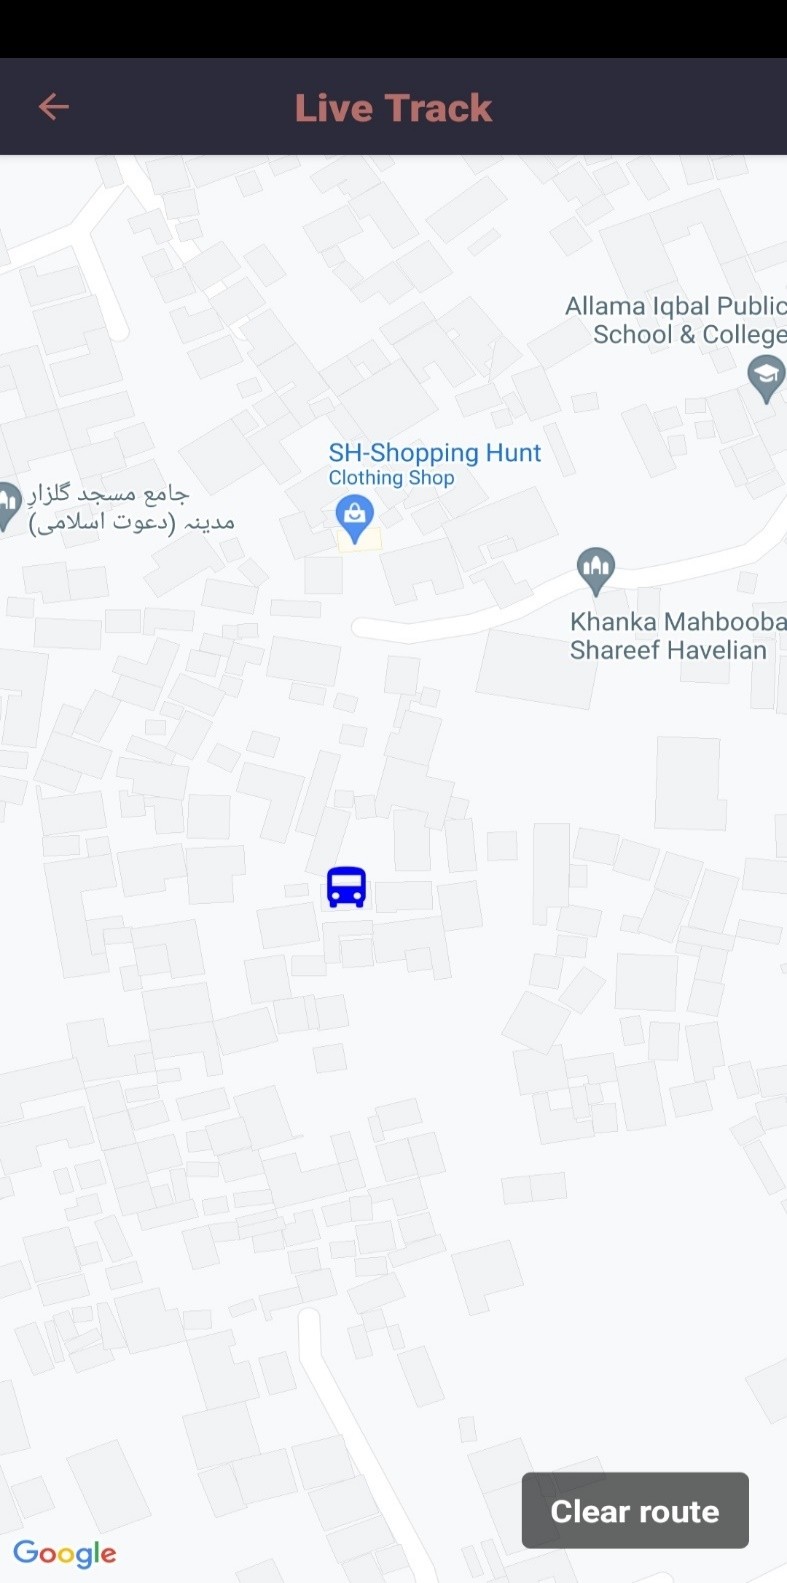 Live Track
Allama Iqbal Public
School & College
SH-Shopping Hunt
Clothing Shop
جامع مسجد گلزارِ
مدینہ (دعوت اسلامی)
Khanka Mahbooba
Shareef Havelian
Clear route
Google